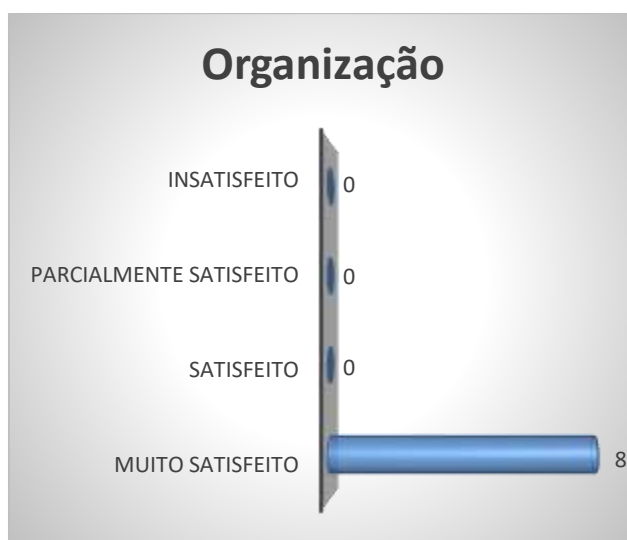 Organização
INSATISFEITO 0
PARCIALMENTE SATISFEITO 0
SATISFEITO 0
MUITO SATISFEITO 8